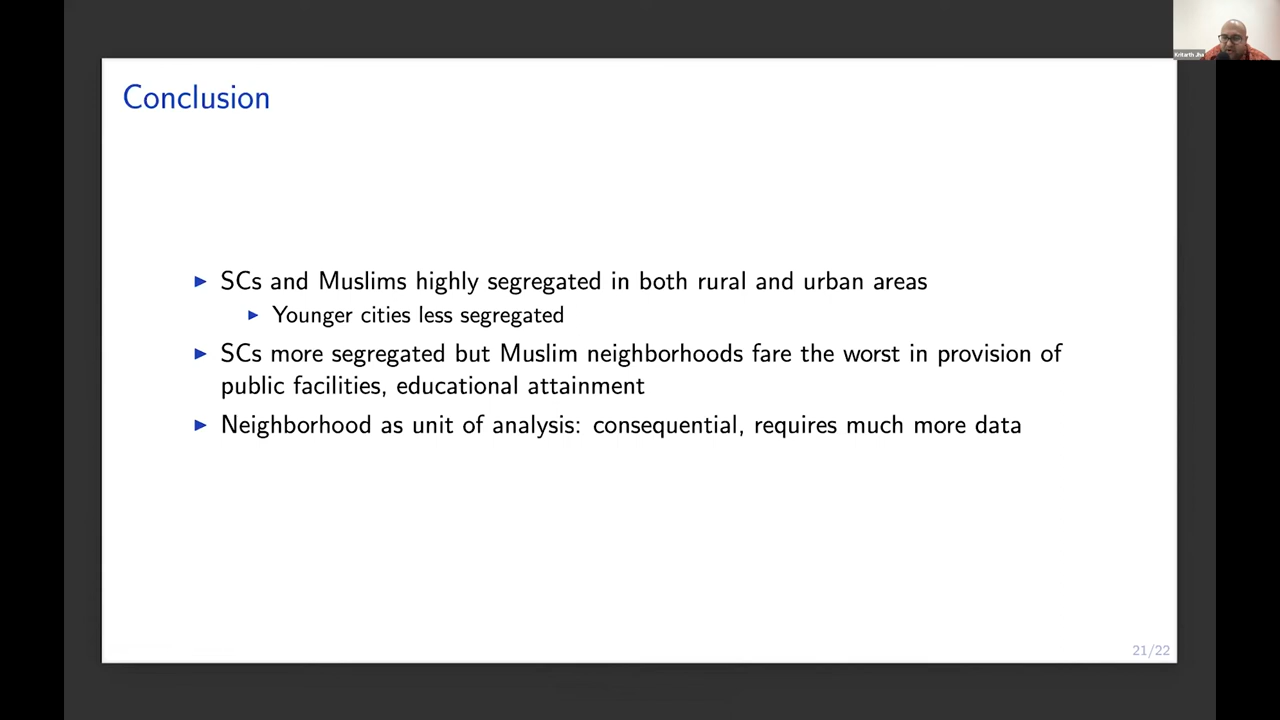 Kritarth Jha
Conclusion
▶ SCs and Muslims highly segregated in both rural and urban areas
▶ Younger cities less segregated
▶ SCs more segregated but Muslim neighborhoods fare the worst in provision of
public facilities, educational attainment
▶ Neighborhood as unit of analysis: consequential, requires much more data
21/22